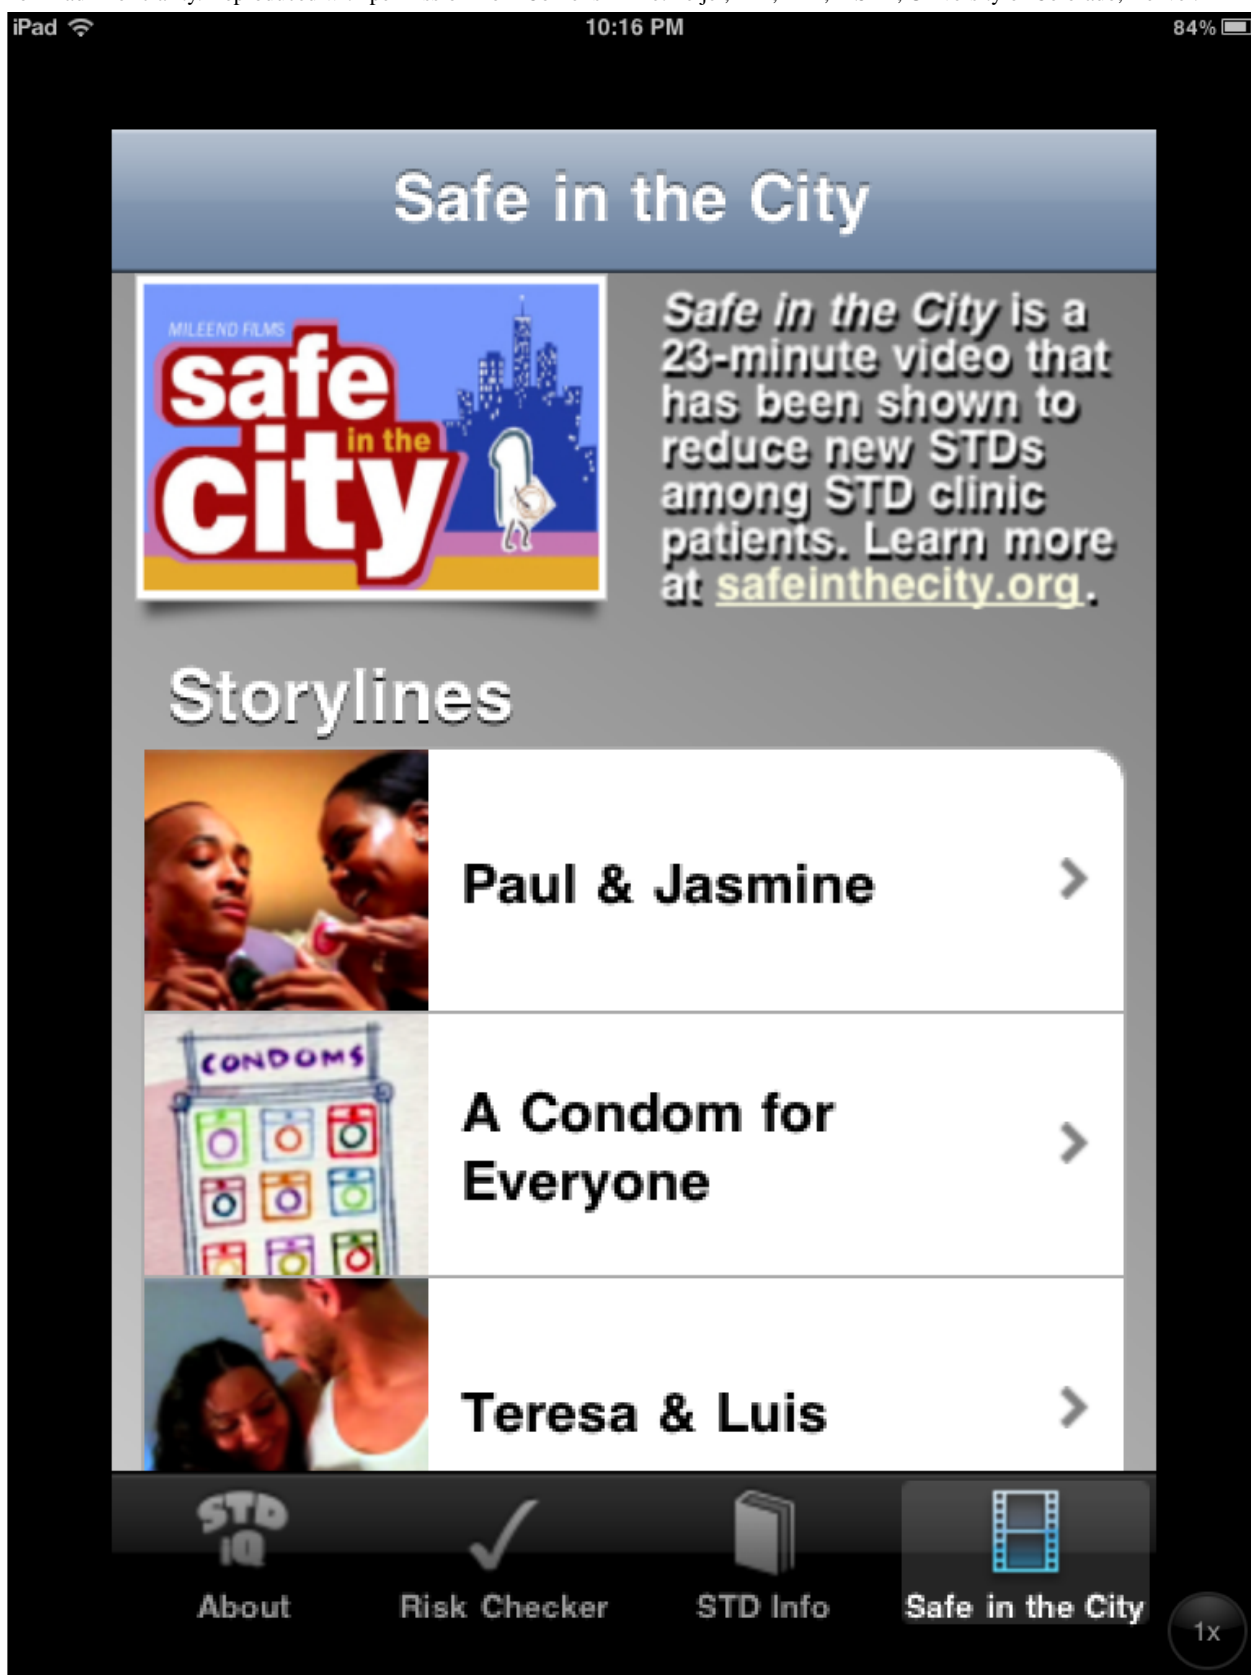 iPad
10:16 PM
84%
Safe in the City
MILEEND FILMS
safe
in the
city
Safe in the City is a
23-minute video that
has been shown to
reduce new STDs
among STD clinic
patients. Learn more
at safeinthecity.org.
Storylines
Paul & Jasmine
CONDOMS
A Condom for
Everyone
Teresa & Luis
STD
iQ
About
Risk Checker
STD Info
Safe in the City
1x